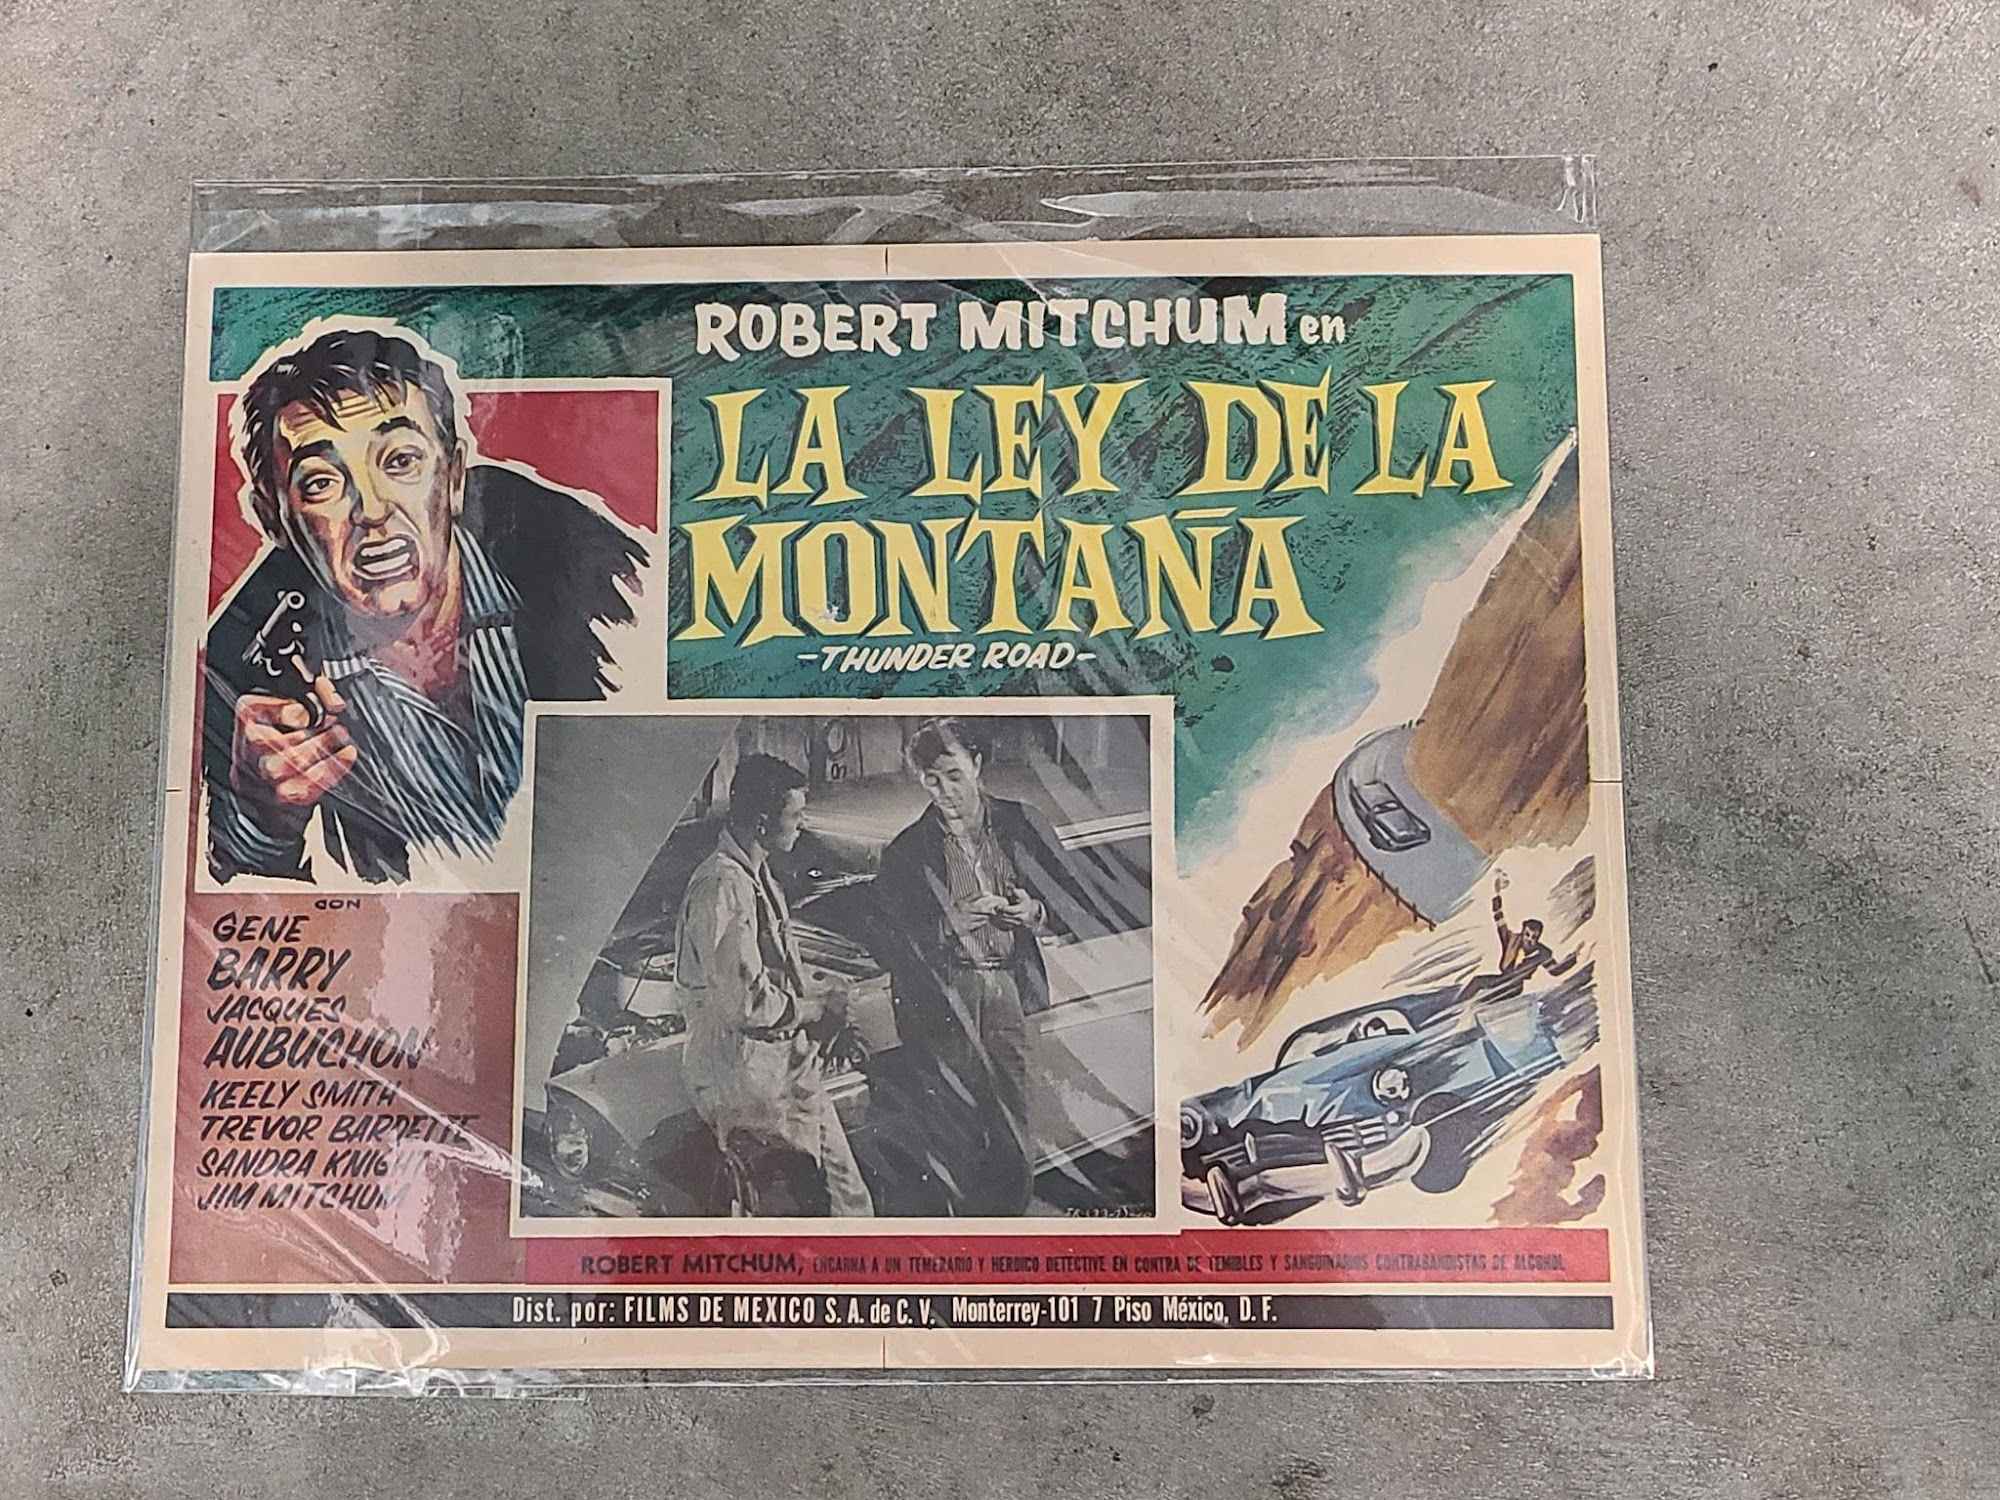 ROBERT MITCHUM en
LA LEY DE LA
MONTAÑA
-THUNDER ROAD-
CON
GENE
BARRY
JACQUES
AUBUCHON
KEELY SMITH
TREVOR BARDETTE
SANDRA KNIGHT
JIM MITCHUM
ROBERT MITCHUM, ENCARNA A UN TEMERARIO Y HEROICO DETECTIVE EN CONTRA DE TEMIBLES Y SANGUINARIOS CONTRABANDISTAS DE ALCOHOL
Dist. por: FILMS DE MEXICO S. A. de C. V. Monterrey-101 7 Piso México, D. F.